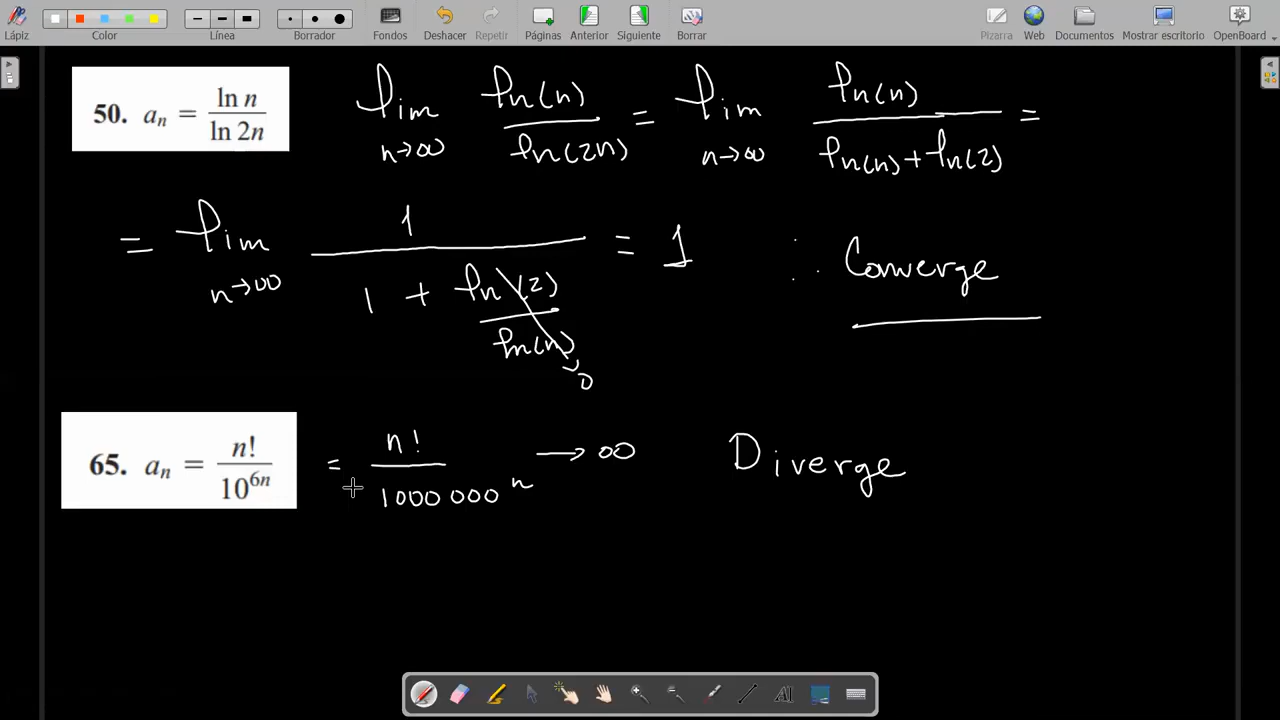 Lápiz Color Línea Borrador Fondos Deshacer Repetir Páginas Anterior Siguiente Borrar Pizarra Web Documentos Mostrar escritorio OpenBoard
50. aₙ = ln n / ln 2n
lim n→∞ ln(n) / ln(2n) = lim n→∞ ln(n) / ln(n) + ln(2) =
= lim n→∞ 1 / 1 + ln(2) / ln(n) → 0 = 1 ∴ Converge
65. aₙ = n! / 10⁶ⁿ
= n! / 1000 000 ⁿ → ∞ Diverge